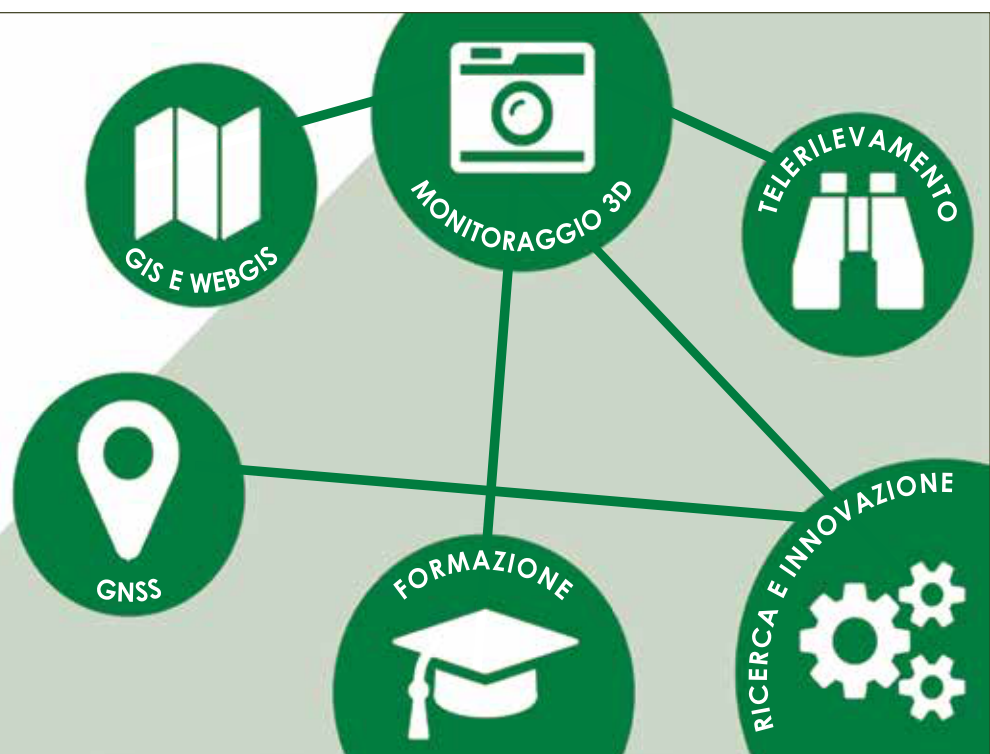 MONITORAGGIO 3D
GIS E WEBGIS
TELERILEVAMENTO
GNSS
FORMAZIONE
RICERCA E INNOVAZIONE